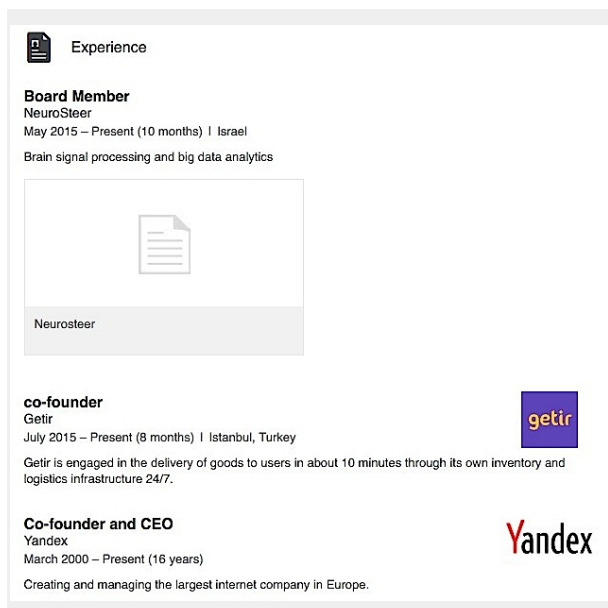 Experience
Board Member
NeuroSteer
May 2015 – Present (10 months) | Israel
Brain signal processing and big data analytics
Neurosteer
co-founder
Getir
July 2015 – Present (8 months) | Istanbul, Turkey
getir
Getir is engaged in the delivery of goods to users in about 10 minutes through its own inventory and
logistics infrastructure 24/7.
Co-founder and CEO
Yandex
March 2000 – Present (16 years)
Yandex
Creating and managing the largest internet company in Europe.